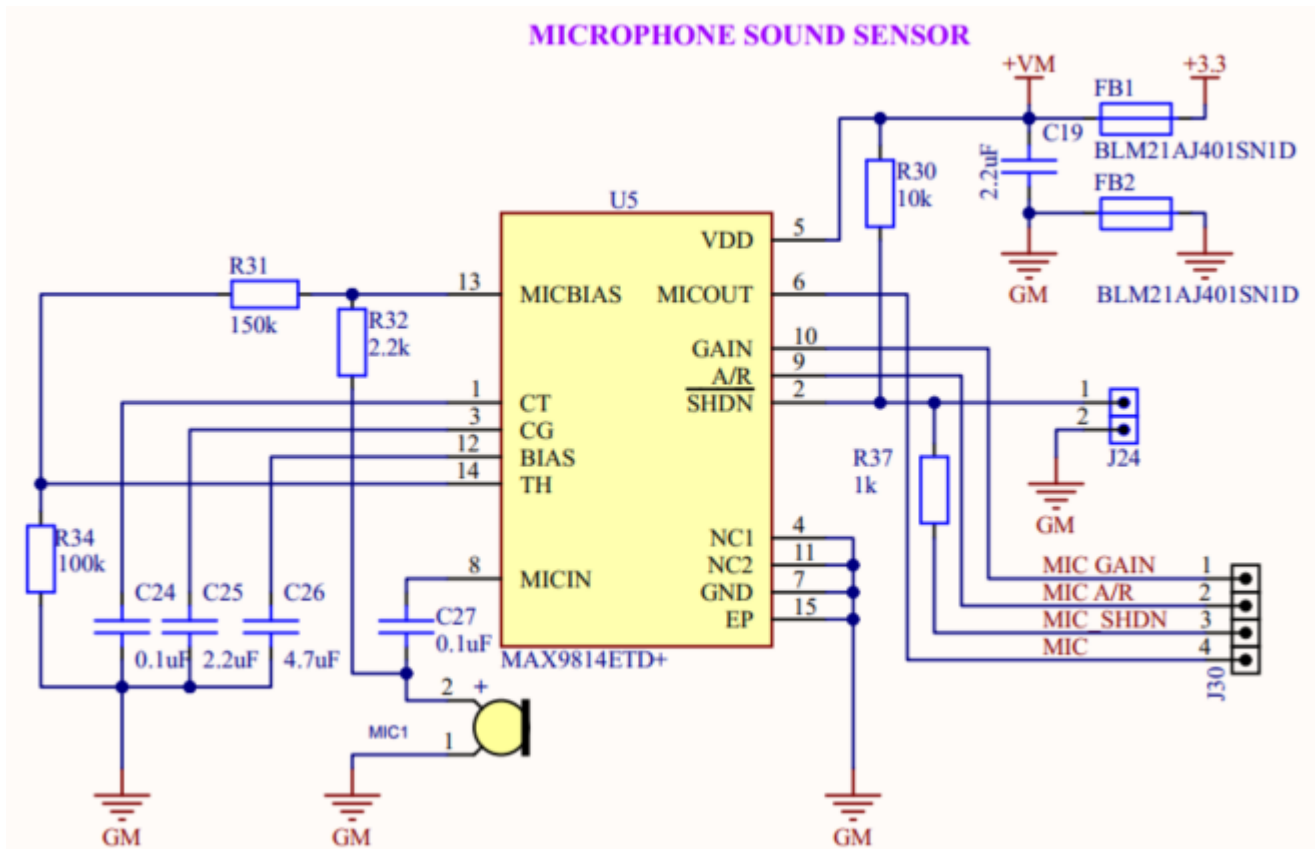 MICROPHONE SOUND SENSOR
+VM
+3.3
FB1
C19
BLM21AJ401SN1D
2.2uF
FB2
GM
BLM21AJ401SN1D
R30
10k
U5
VDD
5
R31
150k
13
MICBIAS
MICOUT
6
R32
2.2k
GAIN
10
A/R
9
SHDN
2
1
CT
3
CG
12
BIAS
14
TH
1
2
J24
GM
R37
1k
R34
100k
NC1
4
NC2
11
GND
7
EP
15
8
MICIN
C24
0.1uF
C25
2.2uF
C26
4.7uF
C27
0.1uF
MAX9814ETD+
MIC GAIN
1
MIC A/R
2
MIC_SHDN
3
MIC
4
J30
2
+
MIC1
1
GM
GM
GM